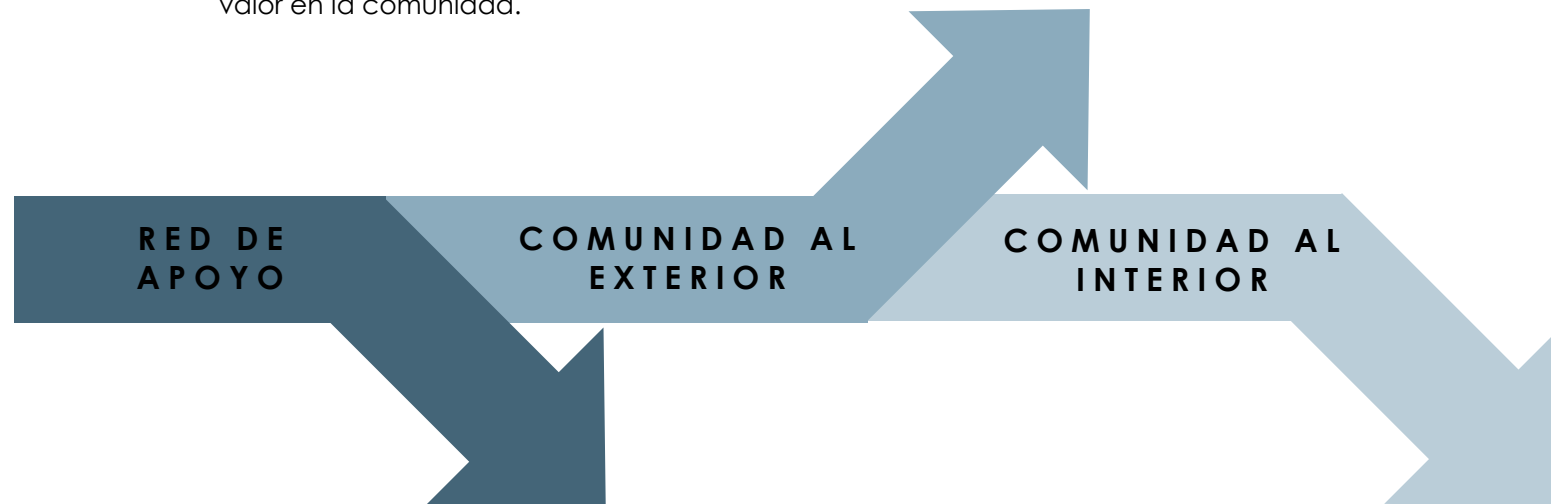 valor en la comunidad.
RED DE
APOYO
COMUNIDAD AL
EXTERIOR
COMUNIDAD AL
INTERIOR